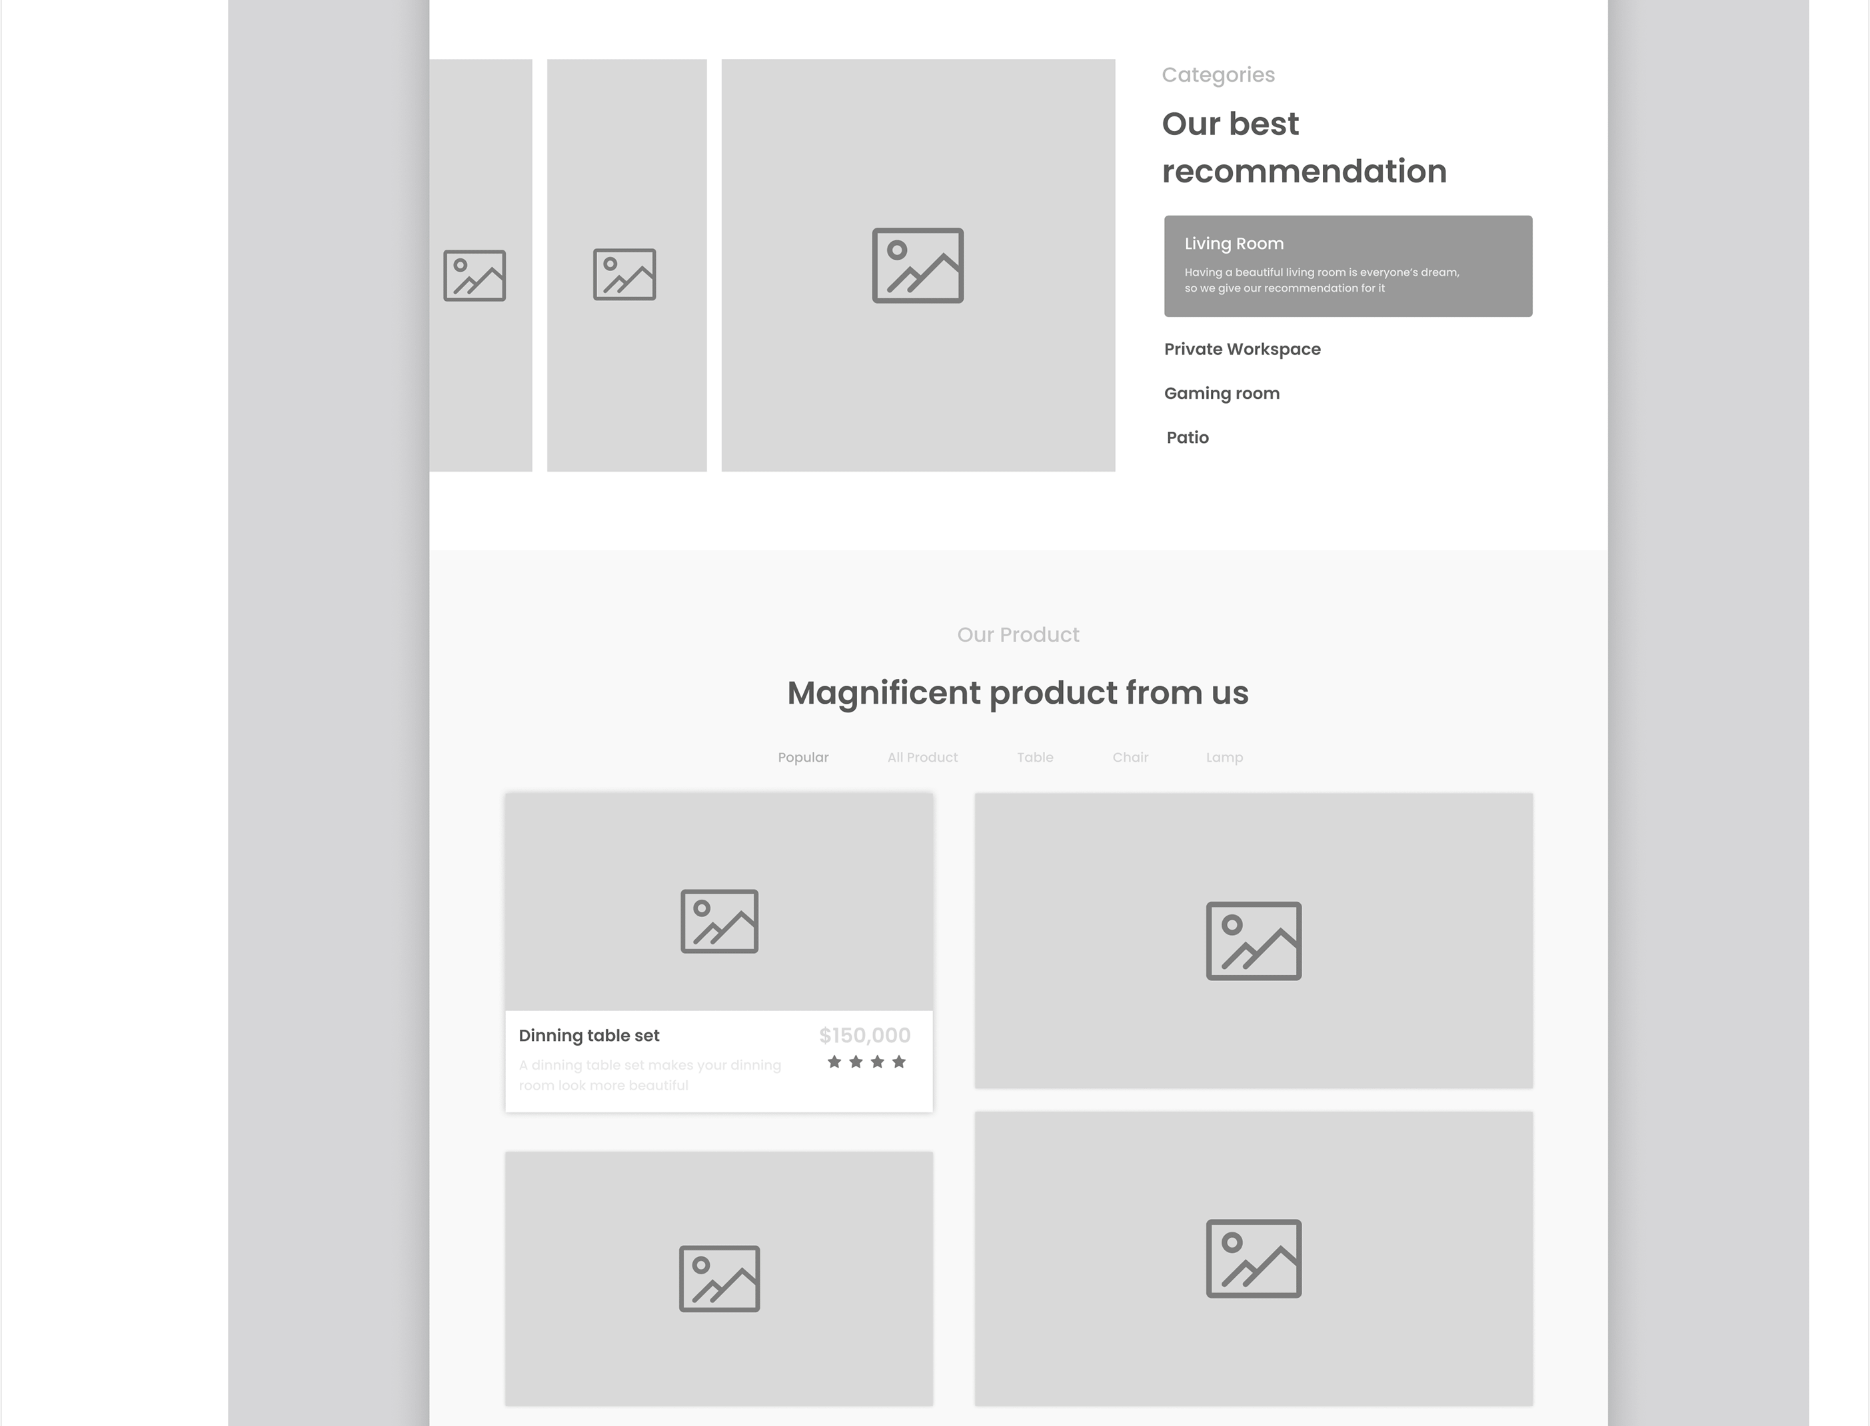 Categories
Our best
recommendation
Living Room
Having a beautiful living room is everyone's dream,
so we give our recommendation for it
Private Workspace
Gaming room
Patio
Our Product
Magnificent product from us
Popular All Product Table Chair Lamp
Dinning table set $150,000
A dinning table set makes your dinning
room look more beautiful